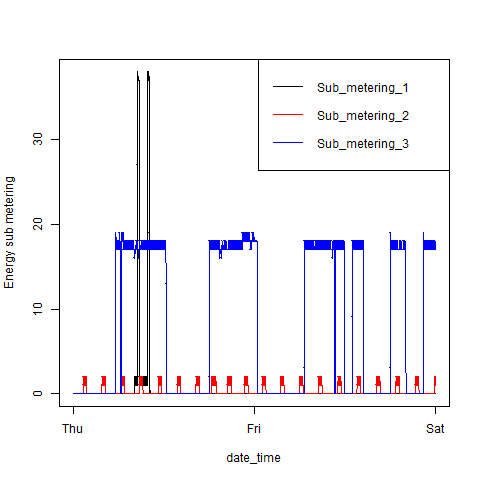 Sub_metering_1
Sub_metering_2
Sub_metering_3
Energy sub metering
30
20
10
0
Thu Fri Sat
date_time